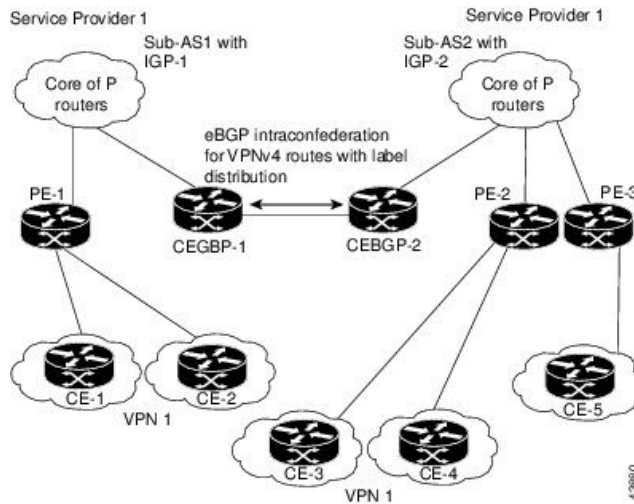 Service Provider 1
Service Provider 1
Sub-AS1 with
IGP-1
Sub-AS2 with
IGP-2
Core of P
routers
Core of P
routers
eBGP intraconfederation
for VPNv4 routes with label
distribution
PE-1
CEGBP-1
CEBGP-2
PE-2
PE-3
CE-1
CE-2
VPN 1
CE-5
CE-3
CE-4
VPN 1